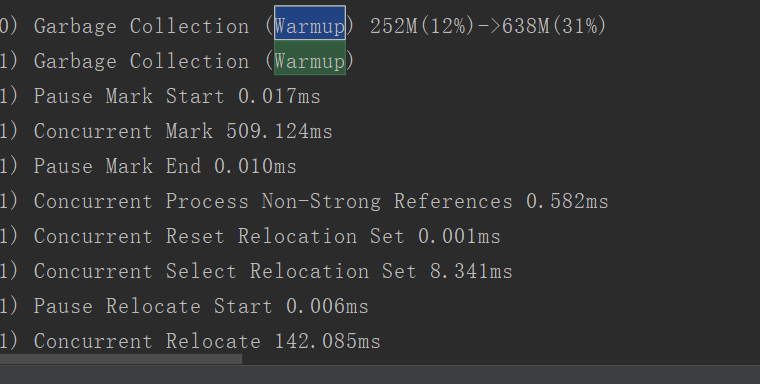 0) Garbage Collection (Warmup) 252M(12%)->638M(31%)
1) Garbage Collection (Warmup)
1) Pause Mark Start 0.017ms
1) Concurrent Mark 509.124ms
1) Pause Mark End 0.010ms
1) Concurrent Process Non-Strong References 0.582ms
1) Concurrent Reset Relocation Set 0.001ms
1) Concurrent Select Relocation Set 8.341ms
1) Pause Relocate Start 0.006ms
1) Concurrent Relocate 142.085ms